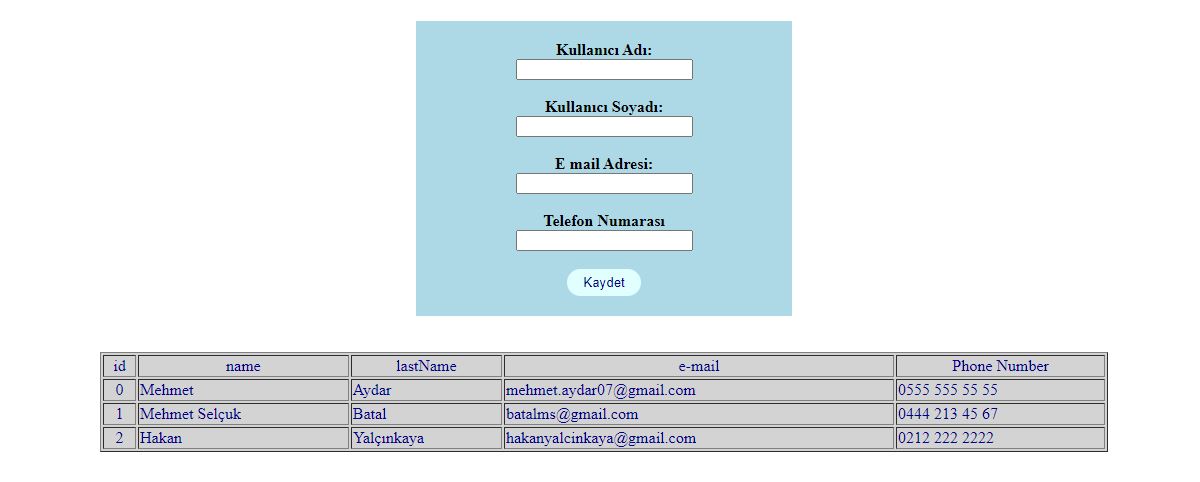 Kullanıcı Adı:
Kullanıcı Soyadı:
E mail Adresi:
Telefon Numarası
Kaydet
id name lastName e-mail Phone Number
0 Mehmet Aydar mehmet.aydar07@gmail.com 0555 555 55 55
1 Mehmet Selçuk Batal batalms@gmail.com 0444 213 45 67
2 Hakan Yalçınkaya hakanyalcinkaya@gmail.com 0212 222 2222